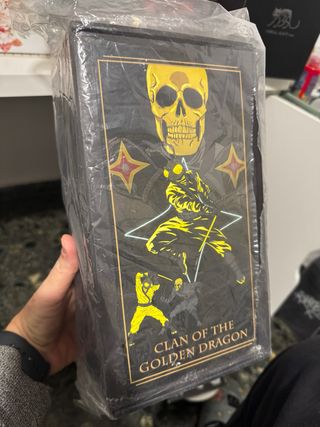 CLAN OF THE
GOLDEN DRAGON